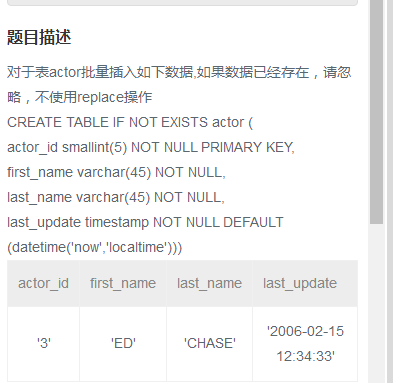 题目描述
对于表actor批量插入如下数据,如果数据已经存在，请忽
略，不使用replace操作
CREATE TABLE IF NOT EXISTS actor (
actor_id smallint(5) NOT NULL PRIMARY KEY,
first_name varchar(45) NOT NULL,
last_name varchar(45) NOT NULL,
last_update timestamp NOT NULL DEFAULT
(datetime('now','localtime')))
actor_id first_name last_name last_update
'3' 'ED' 'CHASE' '2006-02-15
12:34:33'